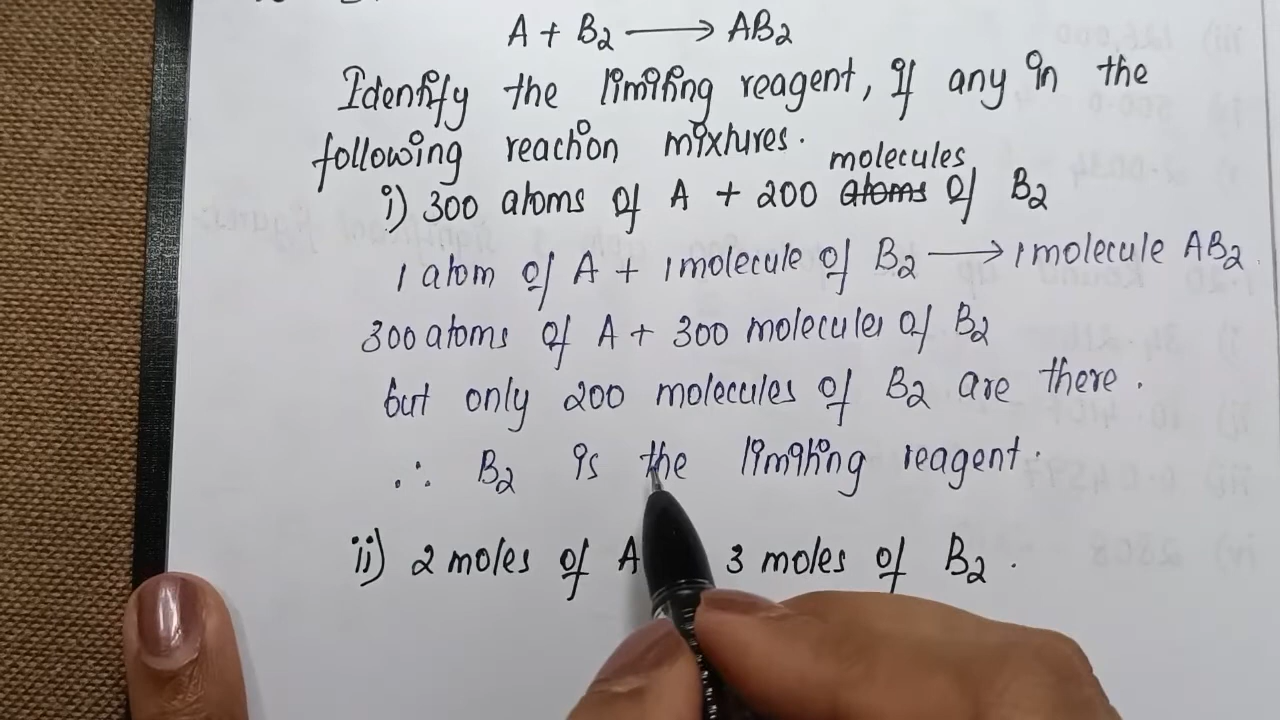 A + B2 ⟶ AB2
Identify the limiting reagent, if any in the
following reaction mixtures.
molecules
i) 300 atoms of A + 200 atoms of B2
1 atom of A + 1 molecule of B2 ⟶ 1 molecule AB2
300 atoms of A + 300 molecules of B2
but only 200 molecules of B2 are there.
∴ B2 is the limiting reagent.
ii) 2 moles of A 3 moles of B2.